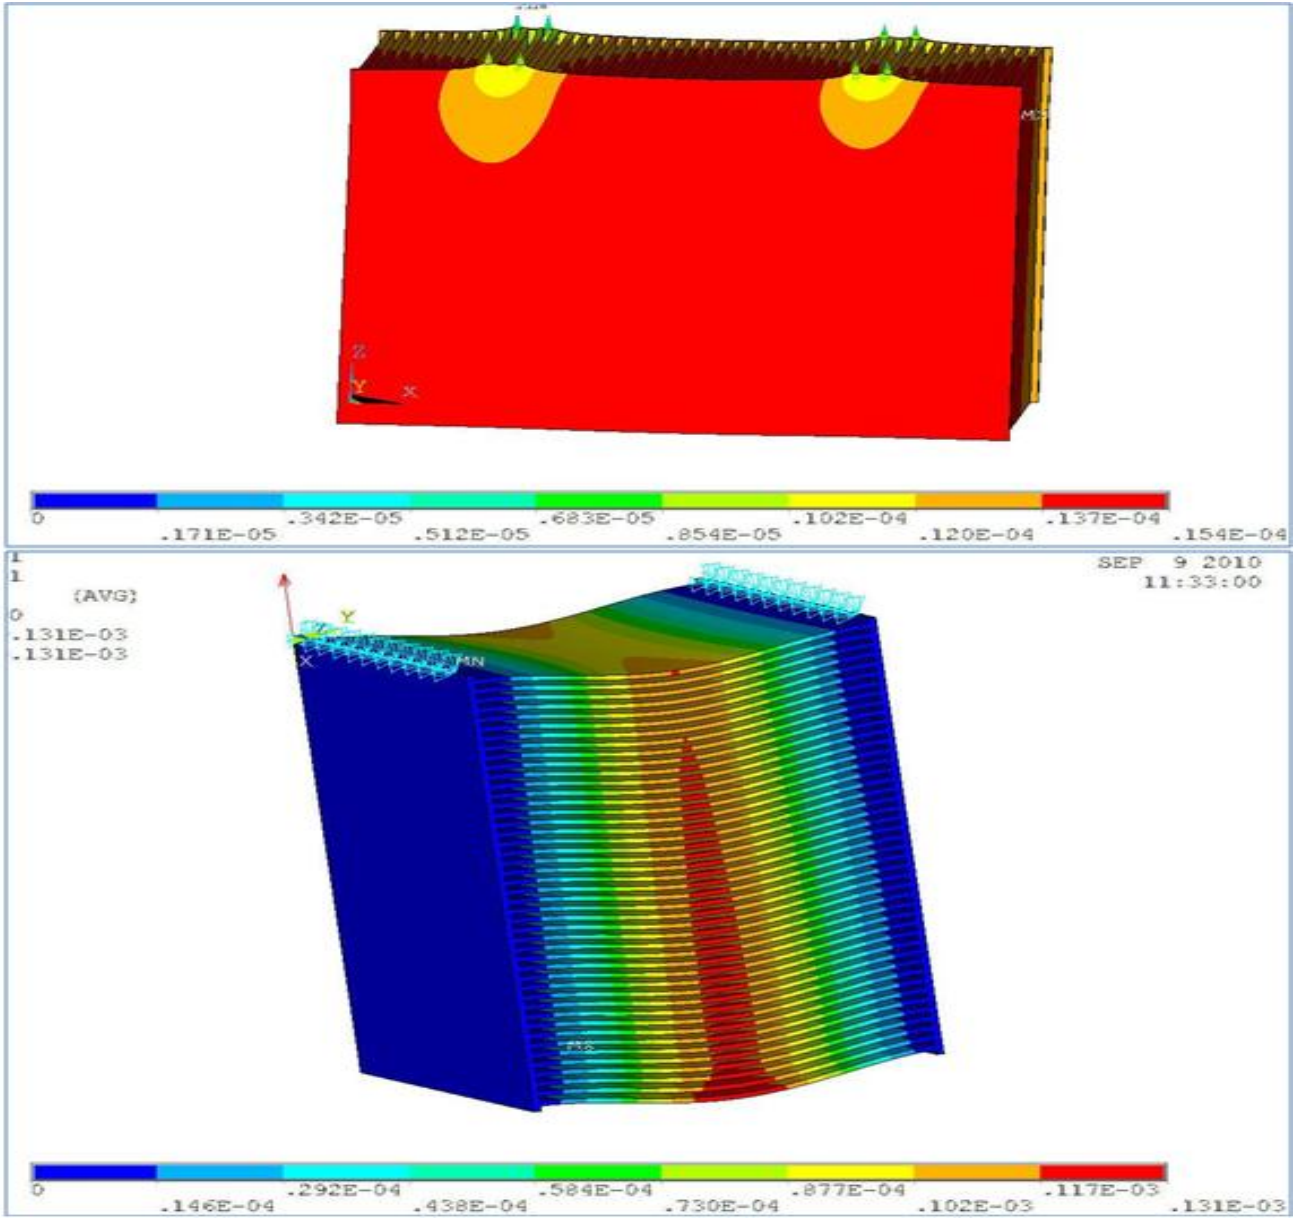 Z
Y
X
0 .342E-05 .683E-05 .102E-04 .137E-04
.171E-05 .512E-05 .854E-05 .120E-04 .154E-04
1
1
(AVG)
0
.131E-03
.131E-03
SEP 9 2010
11:33:00
Y
X
MN
MX
0 .292E-04 .584E-04 .877E-04 .117E-03
.146E-04 .438E-04 .730E-04 .102E-03 .131E-03